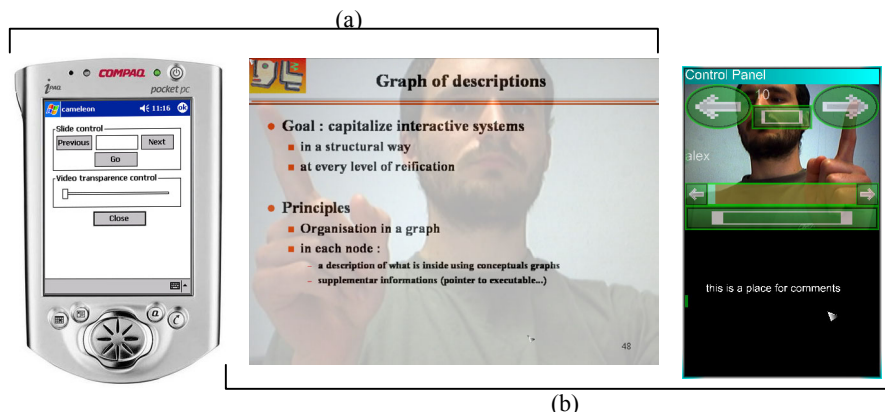 (a)
COMPAQ
iPAQ
pocket pc
cameleon 11:16 ok
Slide control
Previous Next
Go
Video transparence control
Close
a
Graph of descriptions
Goal : capitalize interactive systems
in a structural way
at every level of reification
Principles
Organisation in a graph
in each node :
– a description of what is inside using conceptuals graphs
– supplementar informations (pointer to executable...)
48
Control Panel
10
alex
this is a place for comments
(b)